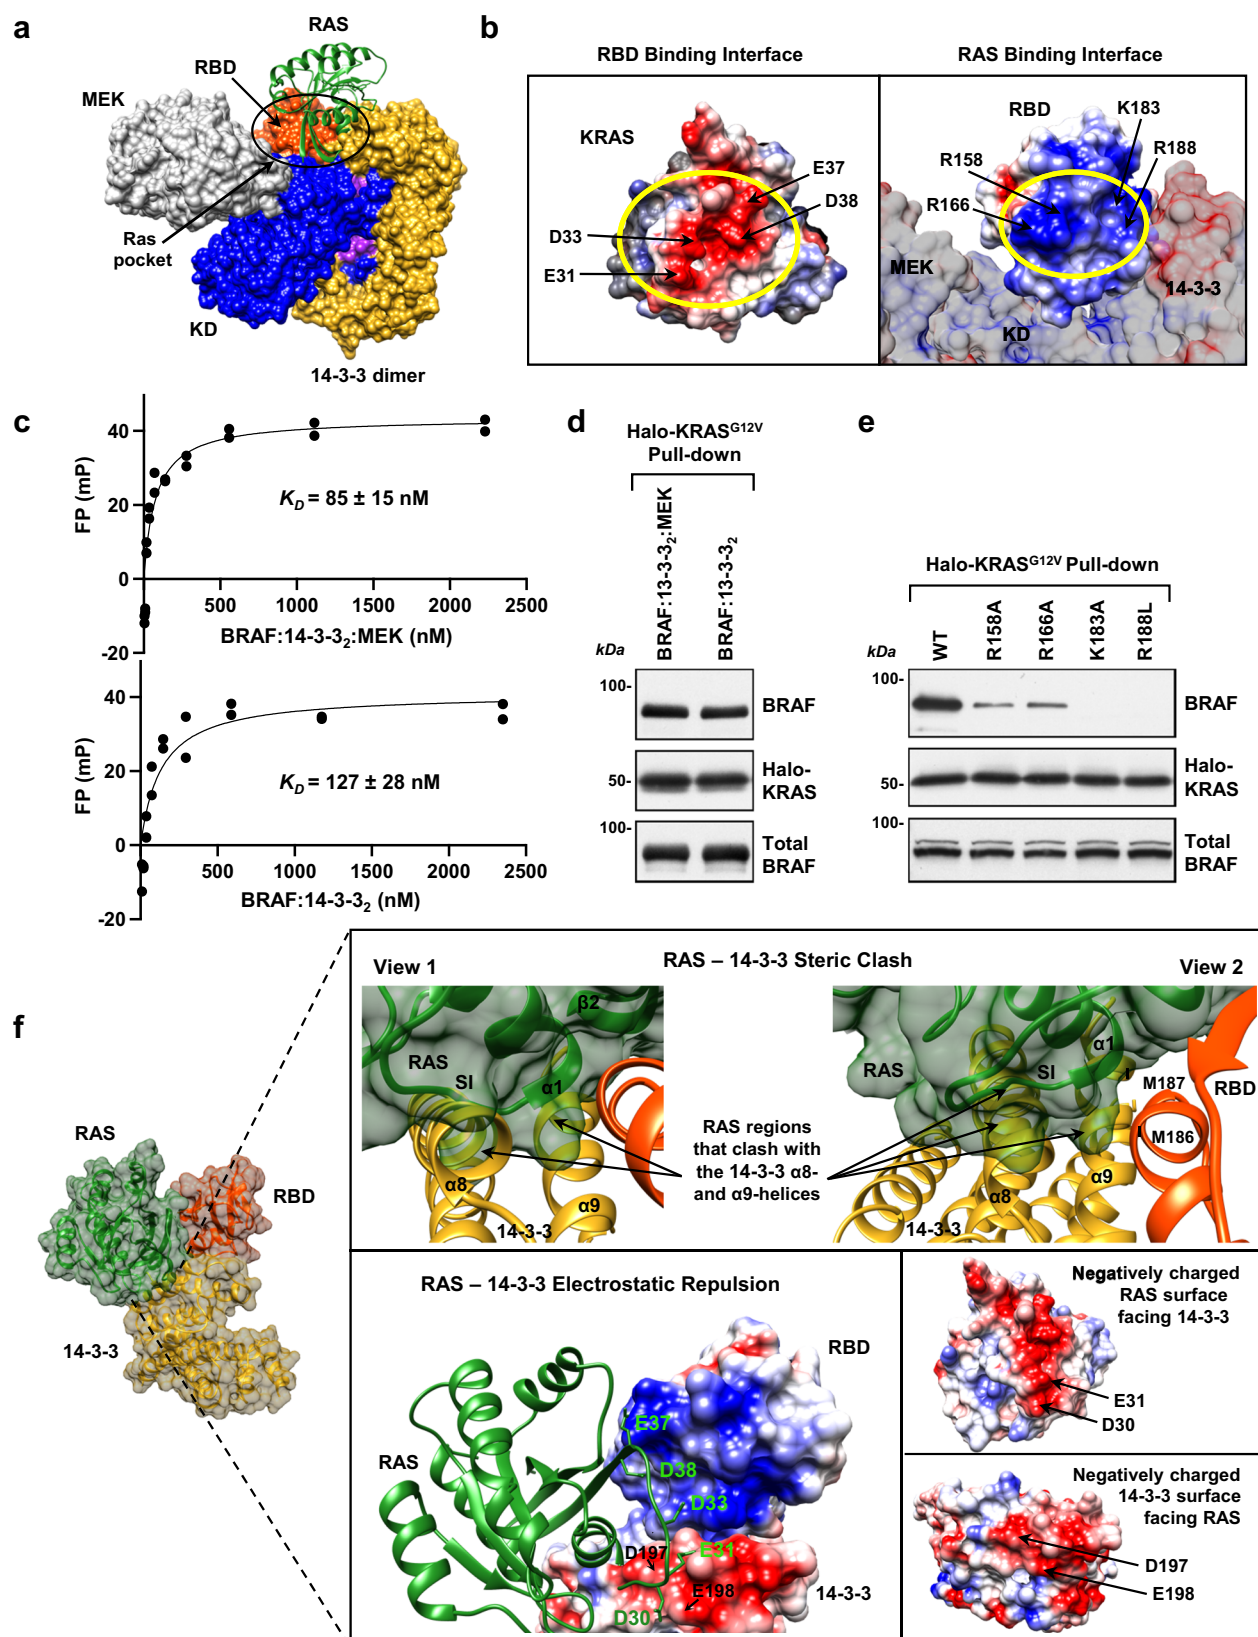 a
RAS
RBD
MEK
Ras
pocket
KD
14-3-3 dimer
b
RBD Binding Interface
RAS Binding Interface
KRAS
E37
D38
D33
E31
RBD
K183
R158
R188
R166
MEK
14-3-3
KD
c
FP (mP)
40
20
0
-20
500
1000
1500
2000
2500
K_D = 85 ± 15 nM
BRAF:14-3-3₂:MEK (nM)
FP (mP)
40
20
0
-20
500
1000
1500
2000
2500
K_D = 127 ± 28 nM
BRAF:14-3-3₂ (nM)
d
Halo-KRASᴳ¹²ⱽ
Pull-down
BRAF:13-3-3₂:MEK
BRAF:13-3-3₂
kDa
100-
BRAF
50-
Halo-
KRAS
100-
Total
BRAF
e
Halo-KRASᴳ¹²ⱽ Pull-down
WT
R158A
R166A
K183A
R188L
kDa
100-
BRAF
50-
Halo-
KRAS
100-
Total
BRAF
f
RAS
RBD
14-3-3
View 1
RAS – 14-3-3 Steric Clash
View 2
β2
RAS
SI
α1
α8
α9
14-3-3
RAS regions
that clash with
the 14-3-3 α8-
and α9-helices
RAS
SI
α1
M187
RBD
M186
α9
α8
14-3-3
RAS – 14-3-3 Electrostatic Repulsion
RBD
RAS
E37
D38
D33
D197
E31
E198
D30
14-3-3
Negatively charged
RAS surface
facing 14-3-3
E31
D30
Negatively charged
14-3-3 surface
facing RAS
D197
E198